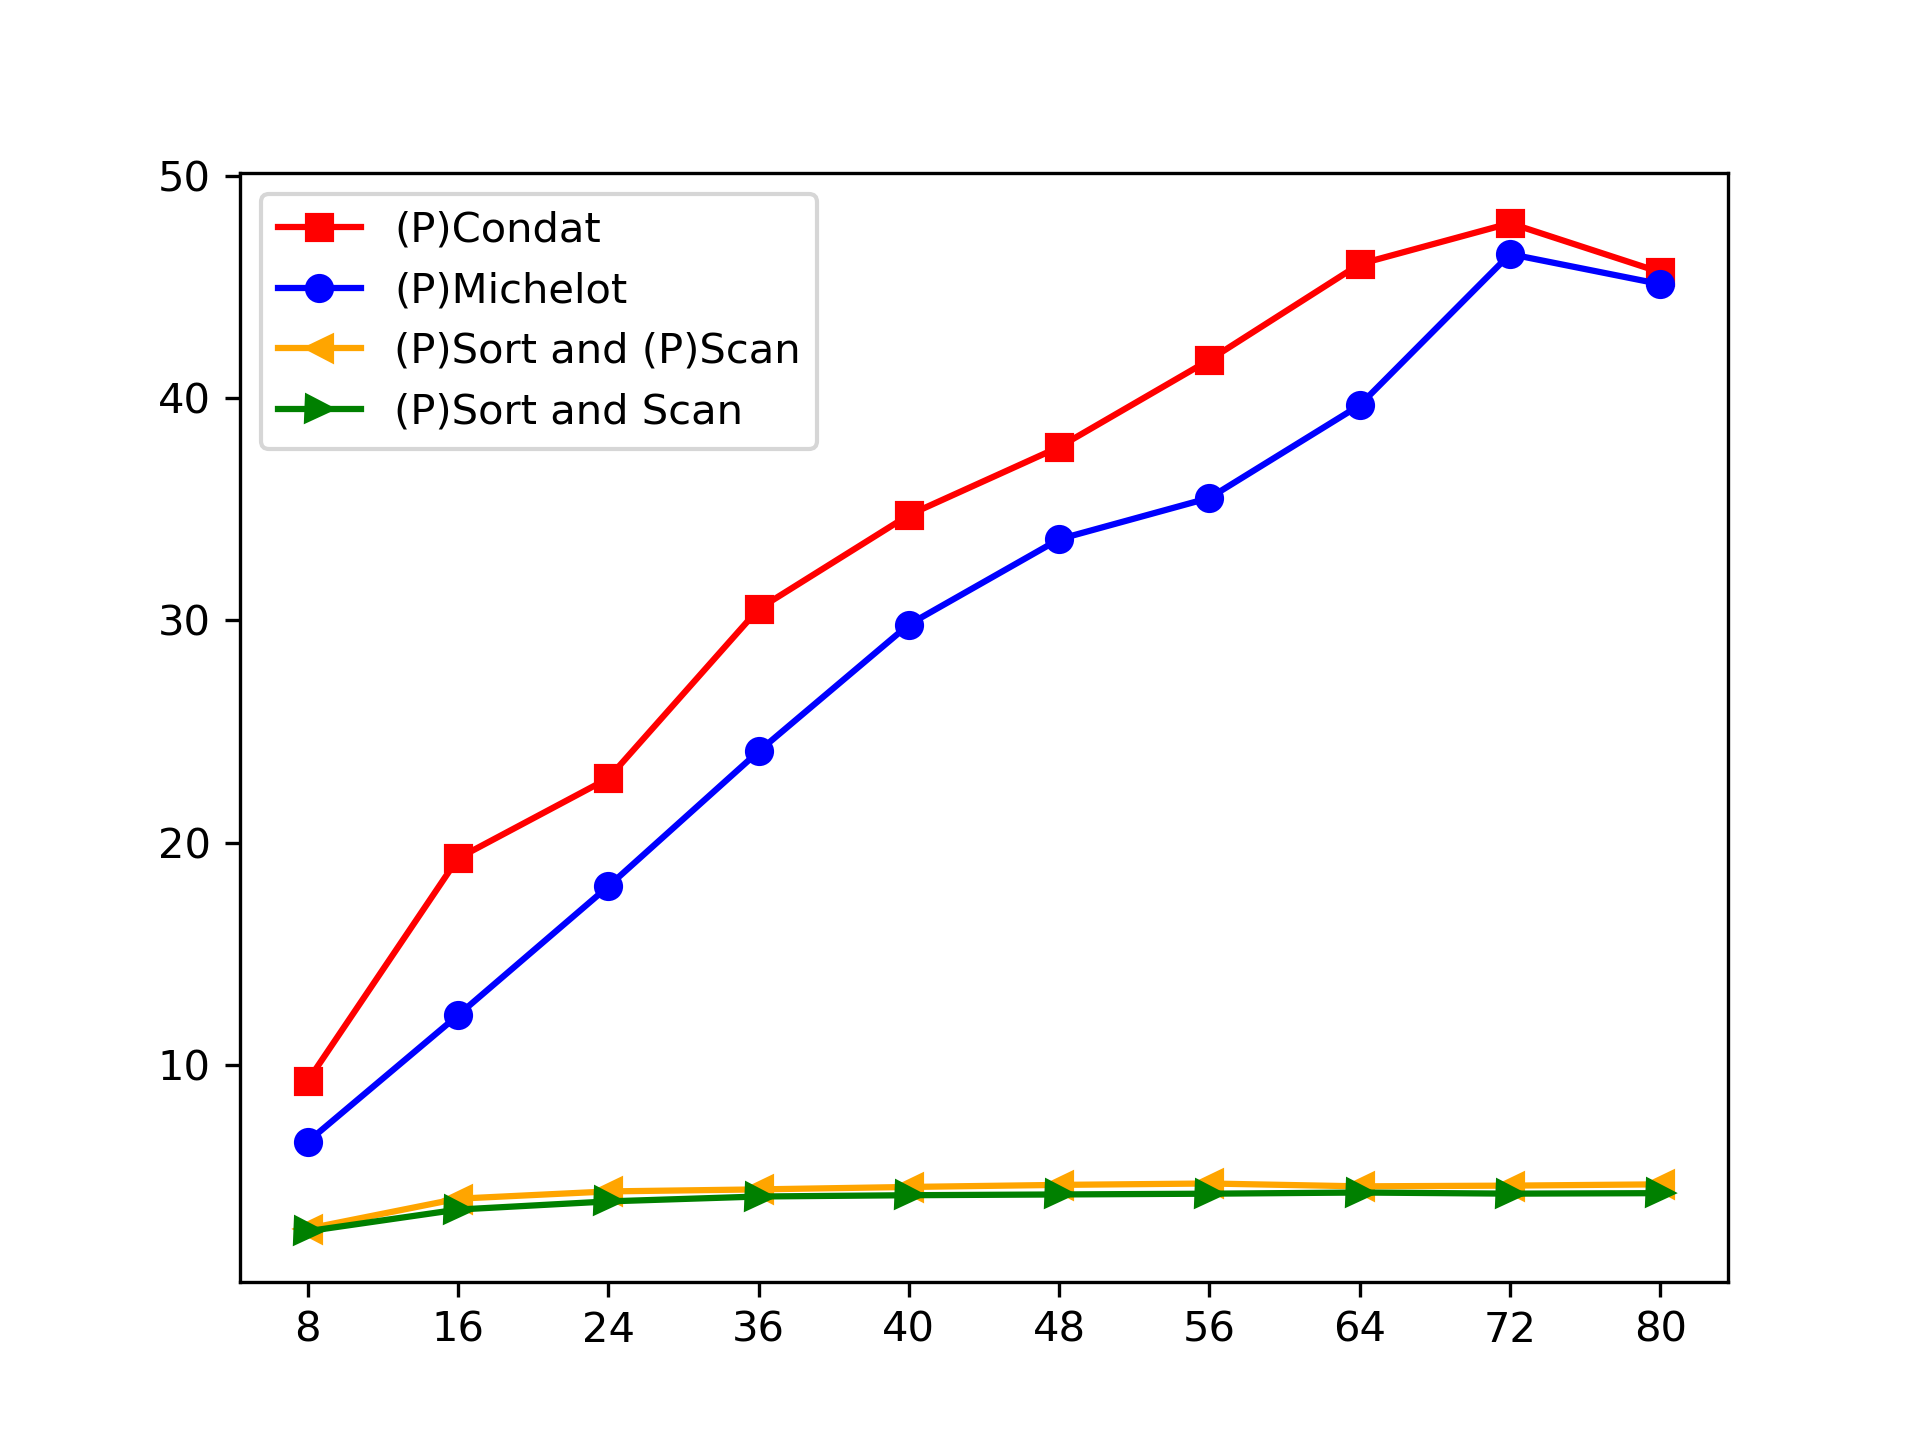 50
40
30
20
10
(P)Condat
(P)Michelot
(P)Sort and (P)Scan
(P)Sort and Scan
8 16 24 36 40 48 56 64 72 80